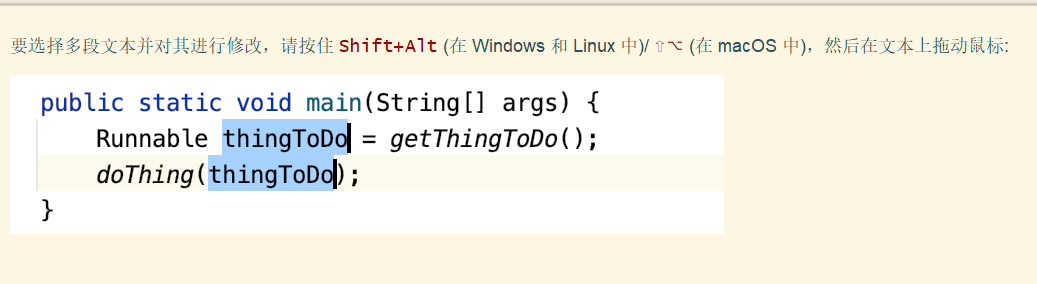 要选择多段文本并对其进行修改，请按住 Shift+Alt (在 Windows 和 Linux 中)/ ⇧⌥ (在 macOS 中)，然后在文本上拖动鼠标:
public static void main(String[] args) {
    Runnable thingToDo = getThingToDo();
    doThing(thingToDo);
}